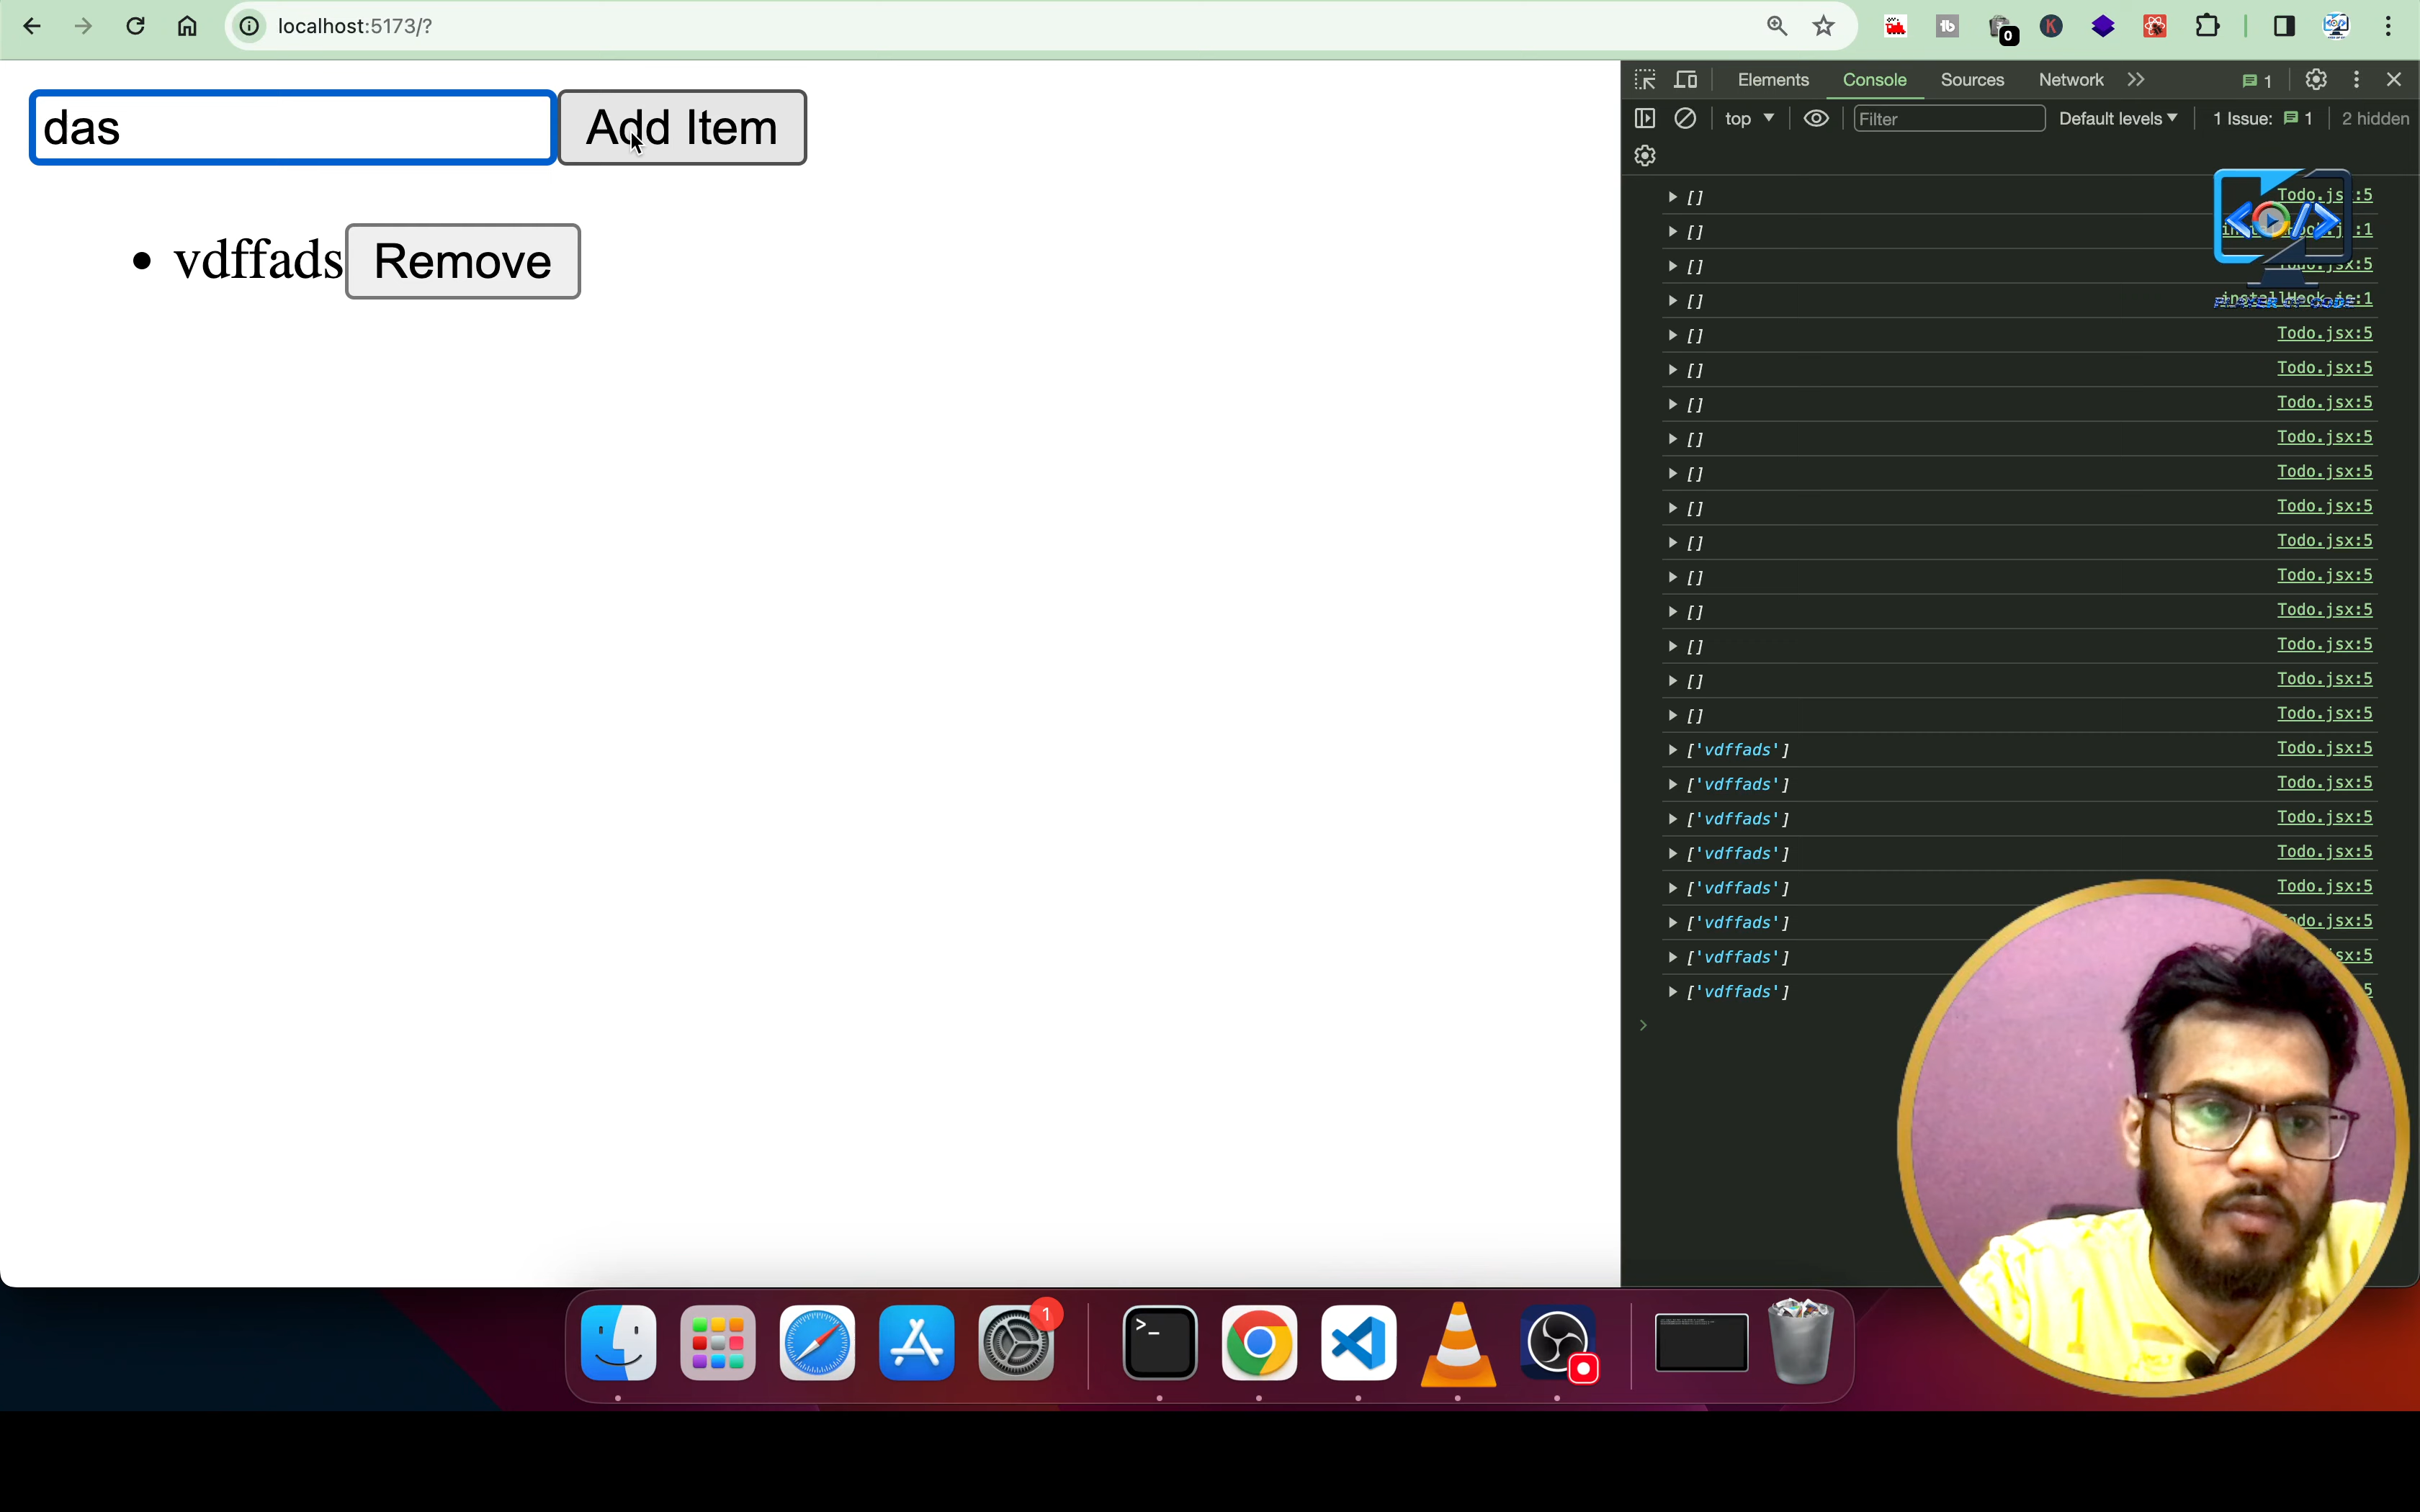 localhost:5173/?
das
Add Item
vdffads
Remove
Elements
Console
Sources
Network
1
top
Filter
Default levels
1 Issue:
1
2 hidden
[]
[]
[]
[]
[] Todo.jsx:5
[] Todo.jsx:5
[] Todo.jsx:5
[] Todo.jsx:5
[] Todo.jsx:5
[] Todo.jsx:5
[] Todo.jsx:5
[] Todo.jsx:5
[] Todo.jsx:5
[] Todo.jsx:5
[] Todo.jsx:5
[] Todo.jsx:5
['vdffads'] Todo.jsx:5
['vdffads'] Todo.jsx:5
['vdffads'] Todo.jsx:5
['vdffads'] Todo.jsx:5
['vdffads'] Todo.jsx:5
['vdffads']
['vdffads']
['vdffads']
0
1